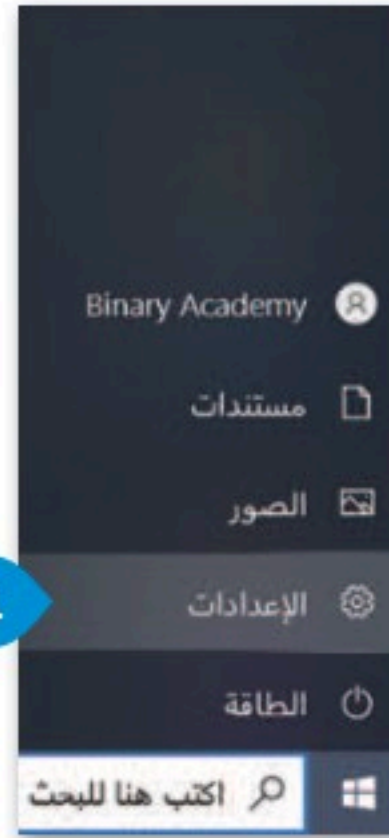 Binary Academy
مستندات
الصور
الإعدادات
الطاقة
اكتب هنا للبحث